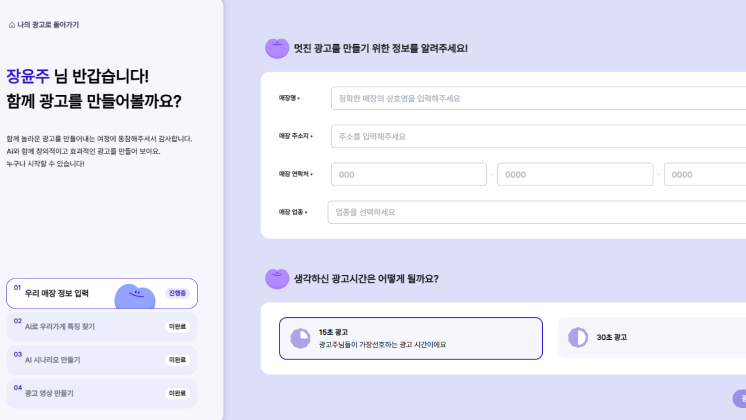 나의 광고로 돌아가기
장윤주 님 반갑습니다!
함께 광고를 만들어볼까요?
함께 놀라운 광고를 만들어내는 여정에 동참해주셔서 감사합니다.
AI와 함께 창의적이고 효과적인 광고를 만들어 보아요.
누구나 시작할 수 있습니다!
01 우리 매장 정보 입력 진행중
02 AI로 우리가게 특징 찾기 미완료
03 AI 시나리오 만들기 미완료
04 광고 영상 만들기 미완료
멋진 광고를 만들기 위한 정보를 알려주세요!
매장명 • 정확한 매장의 상호명을 입력해주세요
매장 주소지 • 주소를 입력해주세요
매장 연락처 • 000 - 0000 - 0000
매장 업종 • 업종을 선택하세요
생각하신 광고시간은 어떻게 될까요?
15초 광고
광고주님들이 가장선호하는 광고 시간이에요
30초 광고